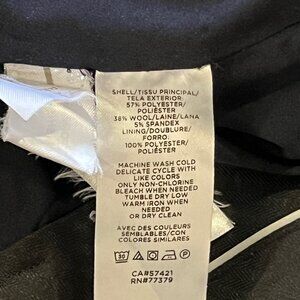 SHELL/TISSU PRINCIPAL/
TELA EXTERIOR:
57% POLYESTER/
POLIÉSTER
38% WOOL/LAINE/LANA
5% SPANDEX
LINING/DOUBLURE/
FORRO:
100% POLYESTER/
POLIÉSTER
MACHINE WASH COLD
DELICATE CYCLE WITH
LIKE COLORS
ONLY NON-CHLORINE
BLEACH WHEN NEEDED
TUMBLE DRY LOW
WARM IRON WHEN
NEEDED
OR DRY CLEAN
AVEC DES COULEURS
SEMBLABLES/CON
COLORES SIMILARES
30
P
CA#57421
RN#77379